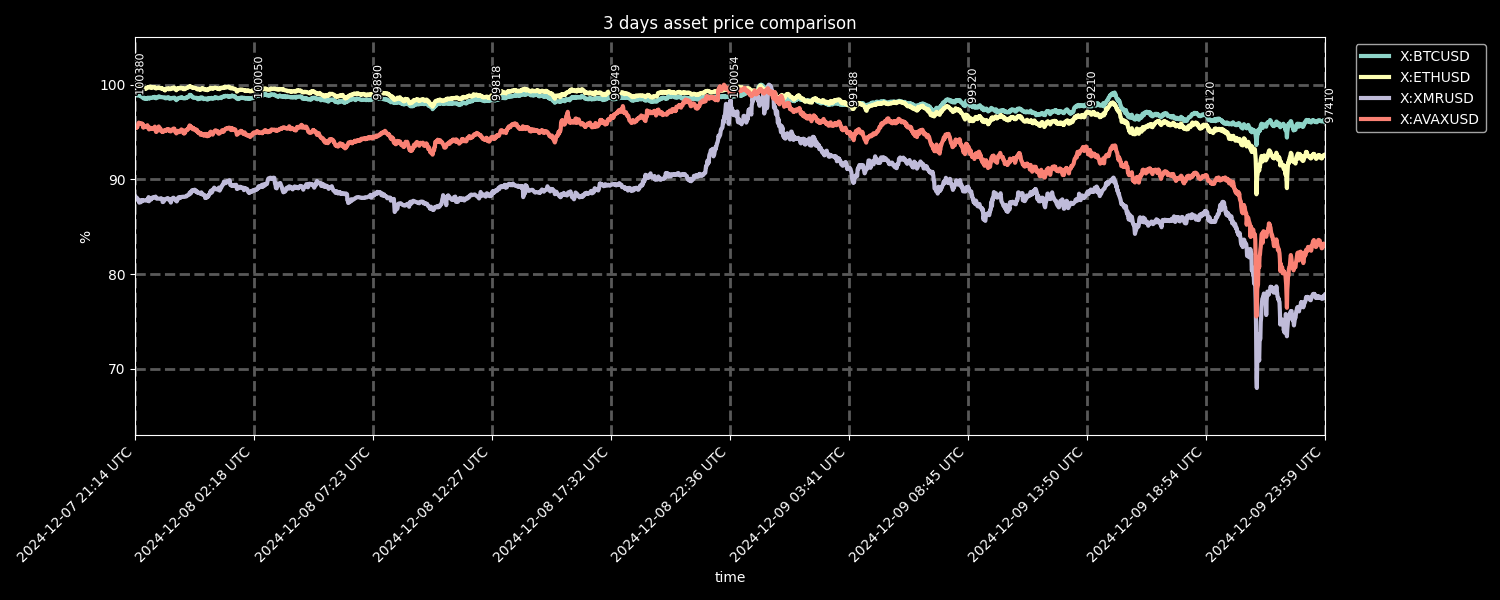 3 days asset price comparison
X:BTCUSD
X:ETHUSD
X:XMRUSD
X:AVAXUSD
100380
100050
99890
99818
99949
100054
99188
99520
99210
98120
97410
100
90
80
70
%
2024-12-07 21:14 UTC
2024-12-08 02:18 UTC
2024-12-08 07:23 UTC
2024-12-08 12:27 UTC
2024-12-08 17:32 UTC
2024-12-08 22:36 UTC
2024-12-09 03:41 UTC
2024-12-09 08:45 UTC
2024-12-09 13:50 UTC
2024-12-09 18:54 UTC
2024-12-09 23:59 UTC
time